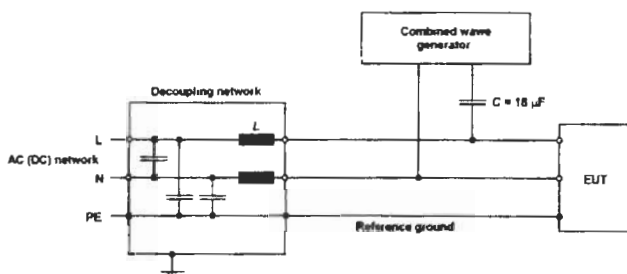 Combined wawe
generator
Decoupling network
C = 18 µF
L
L
AC (DC) network
N
EUT
PE
Reference ground